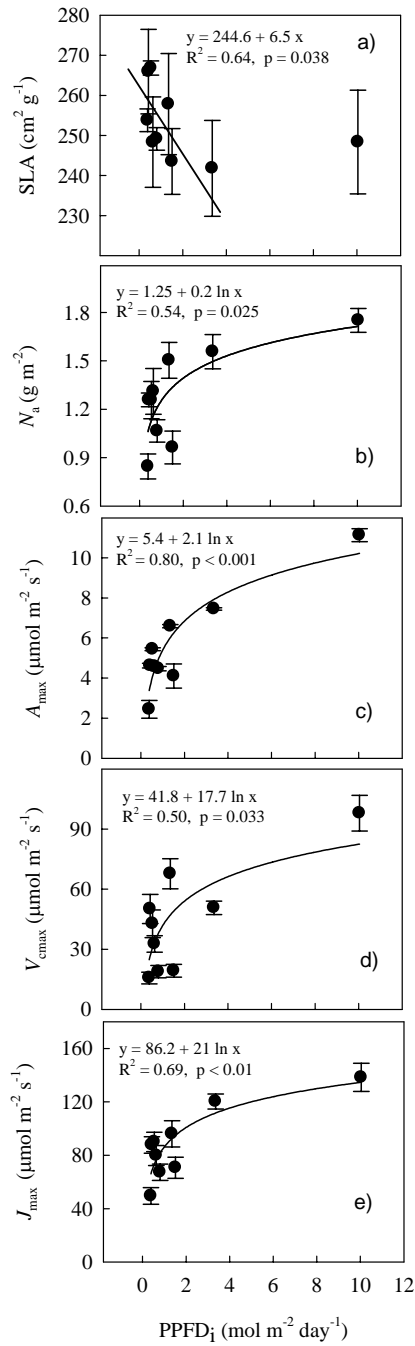 280
270
260
250
240
230
SLA (cm² g⁻¹)
y = 244.6 + 6.5 x
R² = 0.64, p = 0.038
a)
1.8
1.5
1.2
0.9
0.6
Nₐ (g m⁻²)
y = 1.25 + 0.2 ln x
R² = 0.54, p = 0.025
b)
10
8
6
4
2
0
A_max (μmol m⁻² s⁻¹)
y = 5.4 + 2.1 ln x
R² = 0.80, p < 0.001
c)
90
60
30
0
V_cmax (μmol m⁻² s⁻¹)
y = 41.8 + 17.7 ln x
R² = 0.50, p = 0.033
d)
160
120
80
40
0
J_max (μmol m⁻² s⁻¹)
y = 86.2 + 21 ln x
R² = 0.69, p < 0.01
e)
0 2 4 6 8 10 12
PPFDᵢ (mol m⁻² day⁻¹)